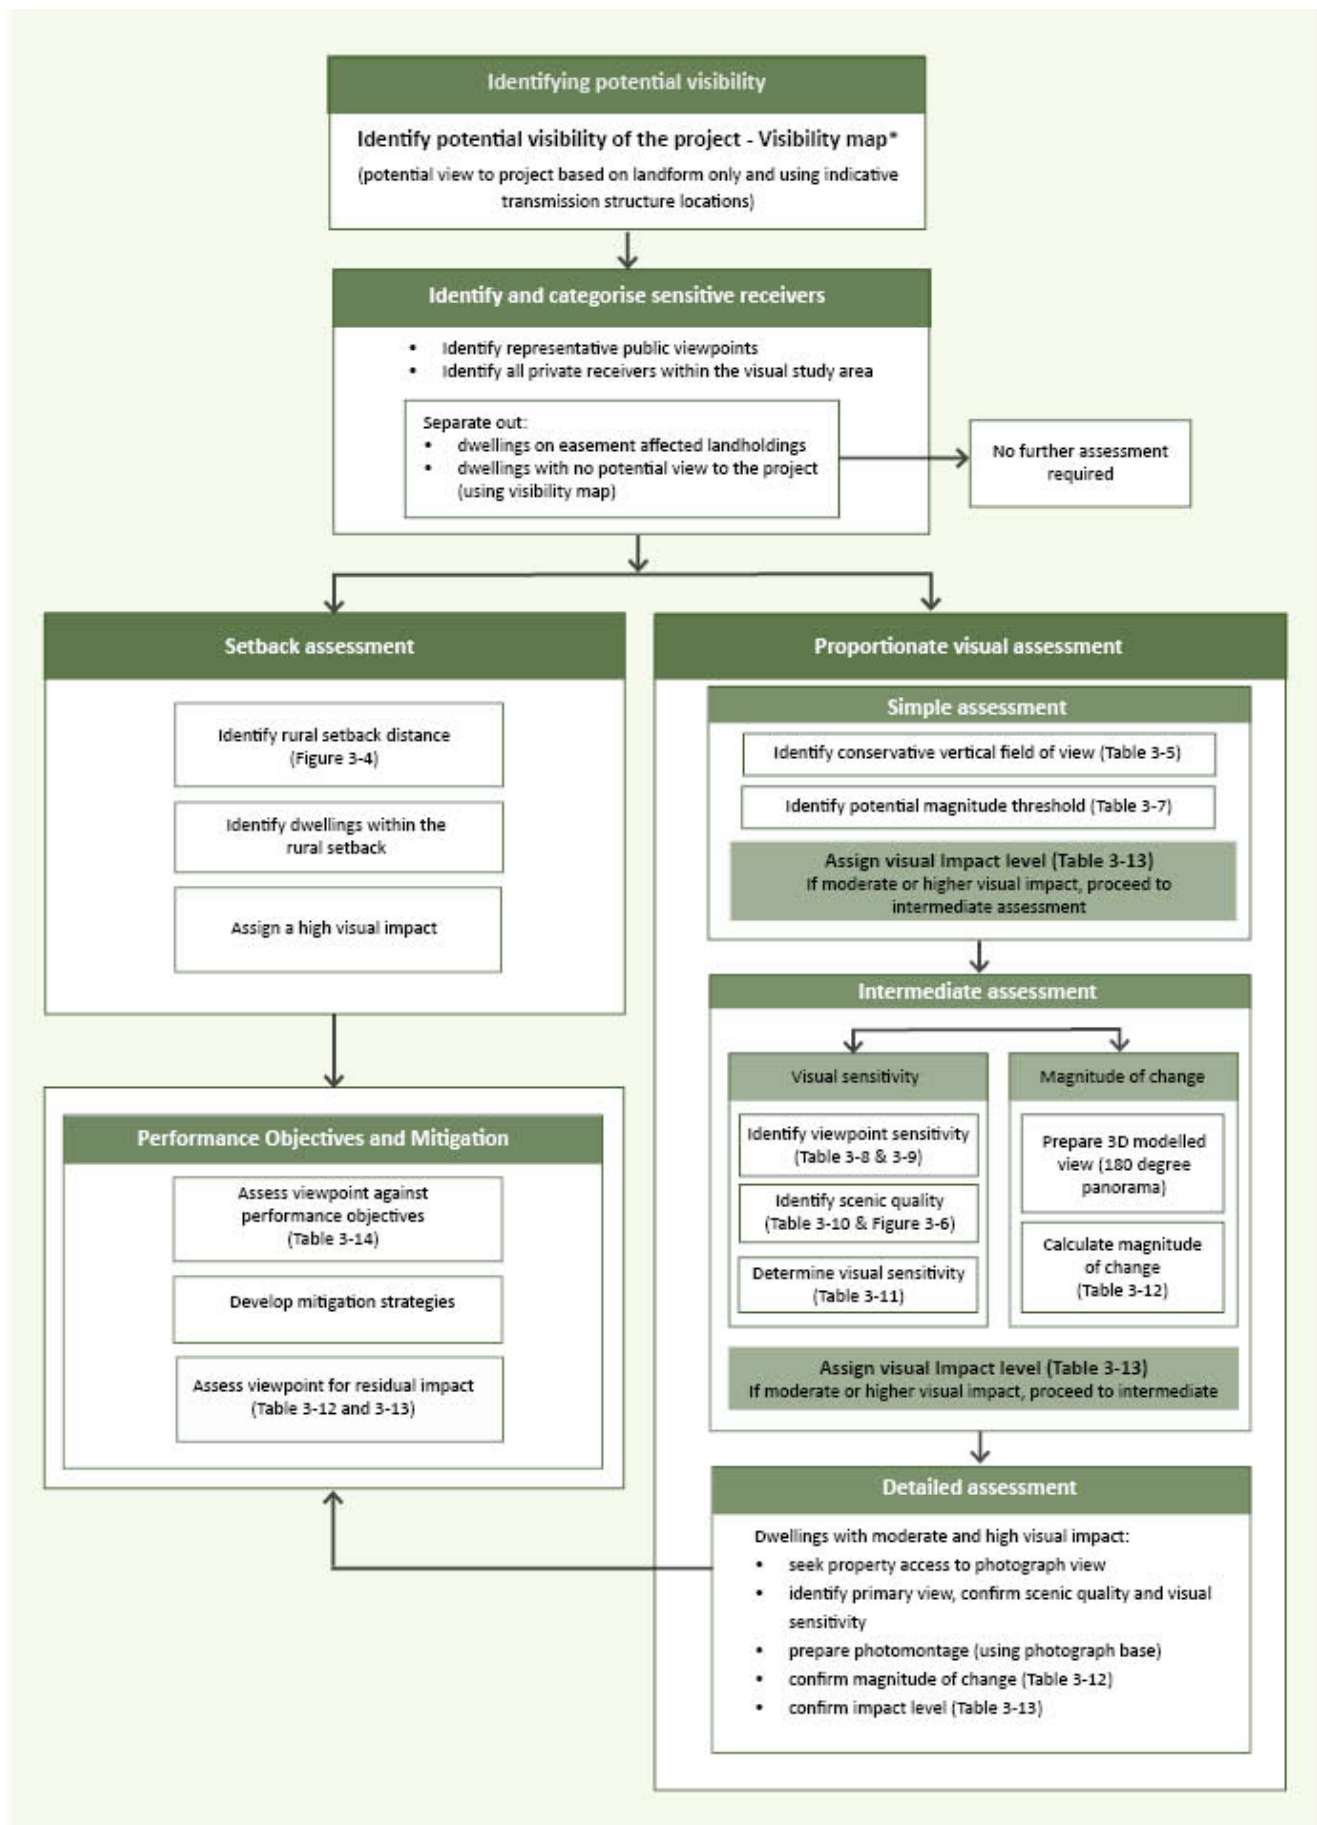 Identifying potential visibility
Identify potential visibility of the project - Visibility map*
(potential view to project based on landform only and using indicative
transmission structure locations)
Identify and categorise sensitive receivers
• Identify representative public viewpoints
• Identify all private receivers within the visual study area
Separate out:
• dwellings on easement affected landholdings
• dwellings with no potential view to the project
(using visibility map)
No further assessment
required
Setback assessment
Identify rural setback distance
(Figure 3-4)
Identify dwellings within the
rural setback
Assign a high visual impact
Performance Objectives and Mitigation
Assess viewpoint against
performance objectives
(Table 3-14)
Develop mitigation strategies
Assess viewpoint for residual impact
(Table 3-12 and 3-13)
Proportionate visual assessment
Simple assessment
Identify conservative vertical field of view (Table 3-5)
Identify potential magnitude threshold (Table 3-7)
Assign visual Impact level (Table 3-13)
If moderate or higher visual impact, proceed to
intermediate assessment
Intermediate assessment
Visual sensitivity
Identify viewpoint sensitivity
(Table 3-8 & 3-9)
Identify scenic quality
(Table 3-10 & Figure 3-6)
Determine visual sensitivity
(Table 3-11)
Magnitude of change
Prepare 3D modelled
view (180 degree
panorama)
Calculate magnitude
of change
(Table 3-12)
Assign visual Impact level (Table 3-13)
If moderate or higher visual impact, proceed to intermediate
Detailed assessment
Dwellings with moderate and high visual impact:
• seek property access to photograph view
• identify primary view, confirm scenic quality and visual
sensitivity
• prepare photomontage (using photograph base)
• confirm magnitude of change (Table 3-12)
• confirm impact level (Table 3-13)